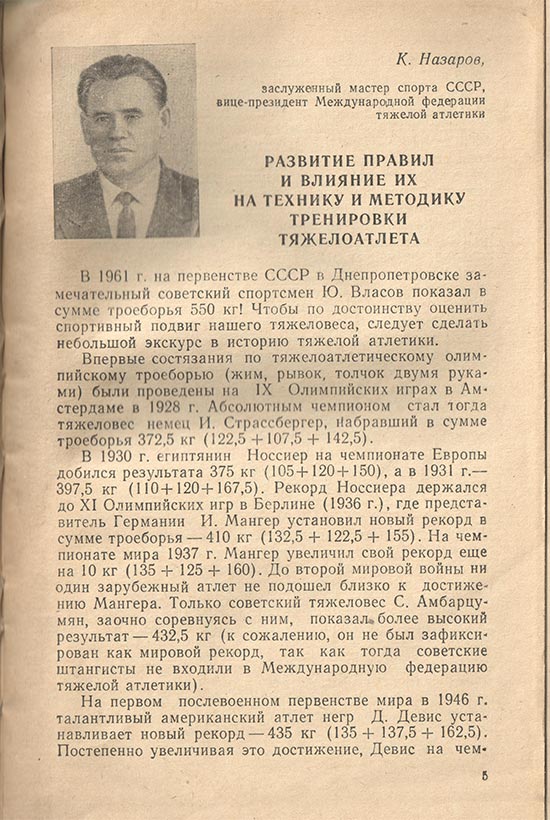 К. Назаров,
заслуженный мастер спорта СССР,
вице-президент Международной федерации
тяжелой атлетики
РАЗВИТИЕ ПРАВИЛ
И ВЛИЯНИЕ ИХ
НА ТЕХНИКУ И МЕТОДИКУ
ТРЕНИРОВКИ
ТЯЖЕЛОАТЛЕТА
В 1961 г. на первенстве СССР в Днепропетровске за-
мечательный советский спортсмен Ю. Власов показал в
сумме троеборья 550 кг! Чтобы по достоинству оценить
спортивный подвиг нашего тяжеловеса, следует сделать
небольшой экскурс в историю тяжелой атлетики.
Впервые состязания по тяжелоатлетическому олим-
пийскому троеборью (жим, рывок, толчок двумя рука-
ми) были проведены на IX Олимпийских играх в Ам-
стердаме в 1928 г. Абсолютным чемпионом стал тогда
тяжеловес немец И. Страссбергер, набравший в сумме
троеборья 372,5 кг (122,5 + 107,5 + 142,5).
В 1930 г. египтянин Носсиер на чемпионате Европы
добился результата 375 кг (105+120+150), а в 1931 г.—
397,5 кг (110+120+167,5). Рекорд Носсиера держался
до XI Олимпийских игр в Берлине (1936 г.), где предста-
витель Германии И. Мангер установил новый рекорд в
сумме троеборья — 410 кг (132,5 + 122,5 + 155). На чем-
пионате мира 1937 г. Мангер увеличил свой рекорд еще
на 10 кг (135 + 125 + 160). До второй мировой войны ни
один зарубежный атлет не подошел близко к достиже-
нию Мангера. Только советский тяжеловес С. Амбарцу-
мян, заочно соревнуясь с ним, показал более высокий
результат — 432,5 кг (к сожалению, он не был зафикси-
рован как мировой рекорд, так как тогда советские
штангисты не входили в Международную федерацию
тяжелой атлетики).
На первом послевоенном первенстве мира в 1946 г.
талантливый американский атлет негр Д. Девис уста-
навливает новый рекорд — 435 кг (135 + 137,5 + 162,5).
Постепенно увеличивая это достижение, Девис на чем-
5